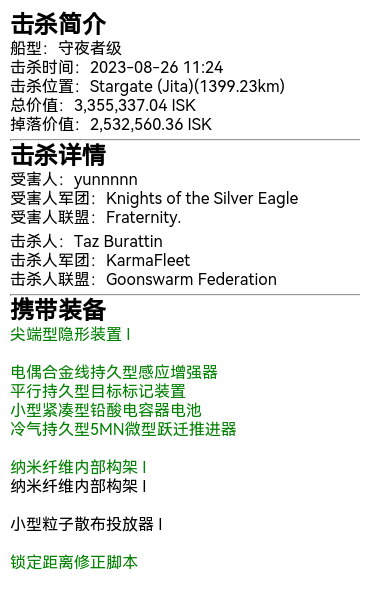 击杀简介
船型：守夜者级
击杀时间：2023-08-26 11:24
击杀位置：Stargate (Jita)(1399.23km)
总价值：3,355,337.04 ISK
掉落价值：2,532,560.36 ISK
击杀详情
受害人：yunnnnn
受害人军团：Knights of the Silver Eagle
受害人联盟：Fraternity.
击杀人：Taz Burattin
击杀人军团：KarmaFleet
击杀人联盟：Goonswarm Federation
携带装备
尖端型隐形装置 I
电偶合金线持久型感应增强器
平行持久型目标标记装置
小型紧凑型铅酸电容器电池
冷气持久型5MN微型跃迁推进器
纳米纤维内部构架 I
纳米纤维内部构架 I
小型粒子散布投放器 I
锁定距离修正脚本